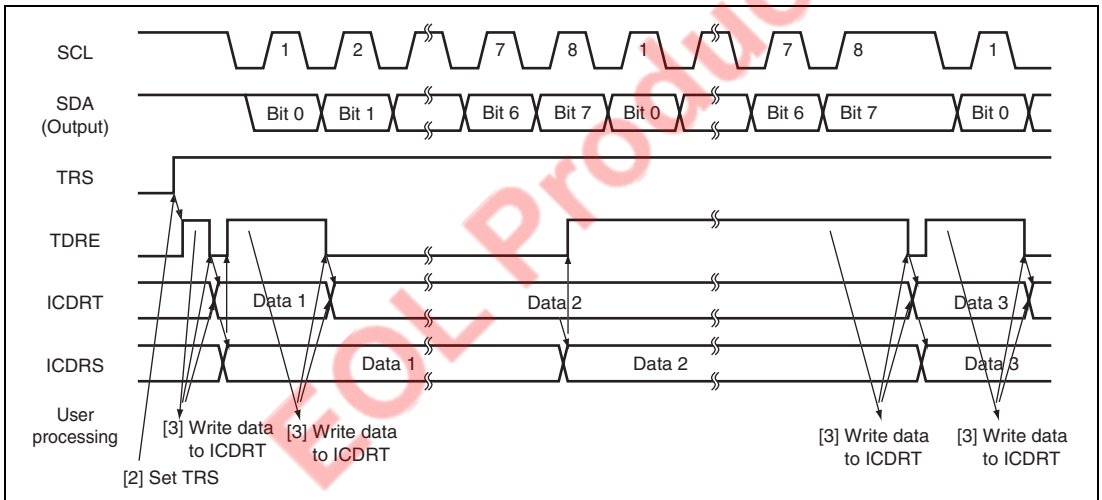 SCL 1 2 7 8 1 7 8 1
SDA
(Output)
Bit 0 Bit 1 Bit 6 Bit 7 Bit 0 Bit 6 Bit 7 Bit 0
TRS
TDRE
ICDRT Data 1 Data 2 Data 3
ICDRS Data 1 Data 2 Data 3
User
processing
[3] Write data
to ICDRT
[3] Write data
to ICDRT
[3] Write data
to ICDRT
[3] Write data
to ICDRT
[2] Set TRS
EOL Produc